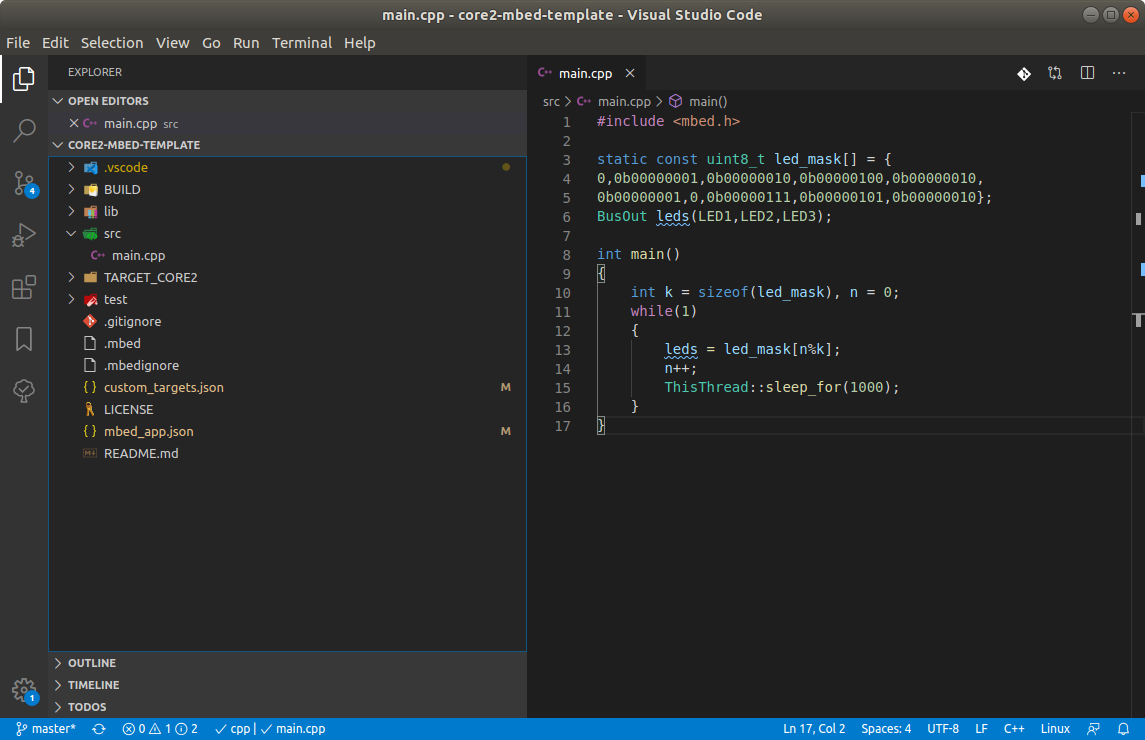 main.cpp - core2-mbed-template - Visual Studio Code
File Edit Selection View Go Run Terminal Help
EXPLORER
OPEN EDITORS
main.cpp src
CORE2-MBED-TEMPLATE
.vscode
BUILD
lib
src
main.cpp
TARGET_CORE2
test
.gitignore
.mbed
.mbedignore
custom_targets.json M
LICENSE
mbed_app.json M
README.md
OUTLINE
TIMELINE
TODOS
4
1
main.cpp
src > main.cpp > main()
1 #include <mbed.h>
2
3 static const uint8_t led_mask[] = {
4 0,0b00000001,0b00000010,0b00000100,0b00000010,
5 0b00000001,0,0b00000111,0b00000101,0b00000010};
6 BusOut leds(LED1,LED2,LED3);
7
8 int main()
9 {
10     int k = sizeof(led_mask), n = 0;
11     while(1)
12     {
13         leds = led_mask[n%k];
14         n++;
15         ThisThread::sleep_for(1000);
16     }
17 }
master* 0 1 2 cpp | main.cpp Ln 17, Col 2 Spaces: 4 UTF-8 LF C++ Linux